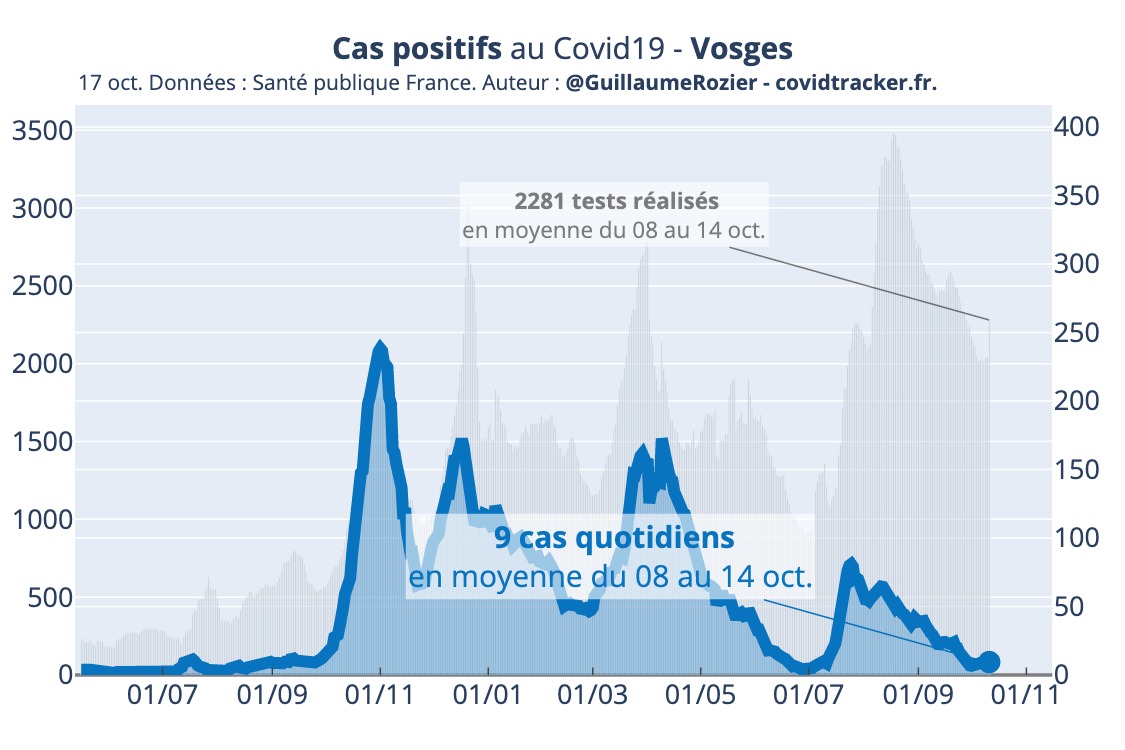 Cas positifs au Covid19 - Vosges
17 oct. Données : Santé publique France. Auteur : @GuillaumeRozier - covidtracker.fr.
3500
3000
2500
2000
1500
1000
500
0
400
350
300
250
200
150
100
50
0
2281 tests réalisés
en moyenne du 08 au 14 oct.
9 cas quotidiens
en moyenne du 08 au 14 oct.
01/07 01/09 01/11 01/01 01/03 01/05 01/07 01/09 01/11